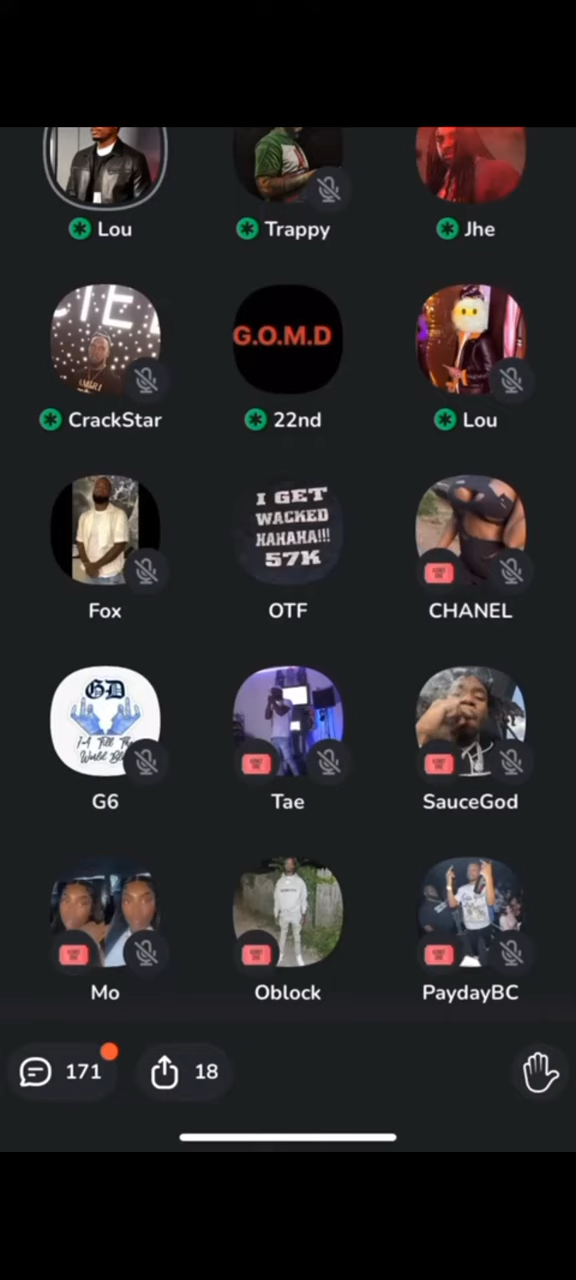 Lou
Trappy
Jhe
G.O.M.D
CrackStar
22nd
Lou
I GET
WACKED
HAHAHA!!!
57K
Fox
OTF
CHANEL
GD
G6
Tae
SauceGod
Mo
Oblock
PaydayBC
171
18